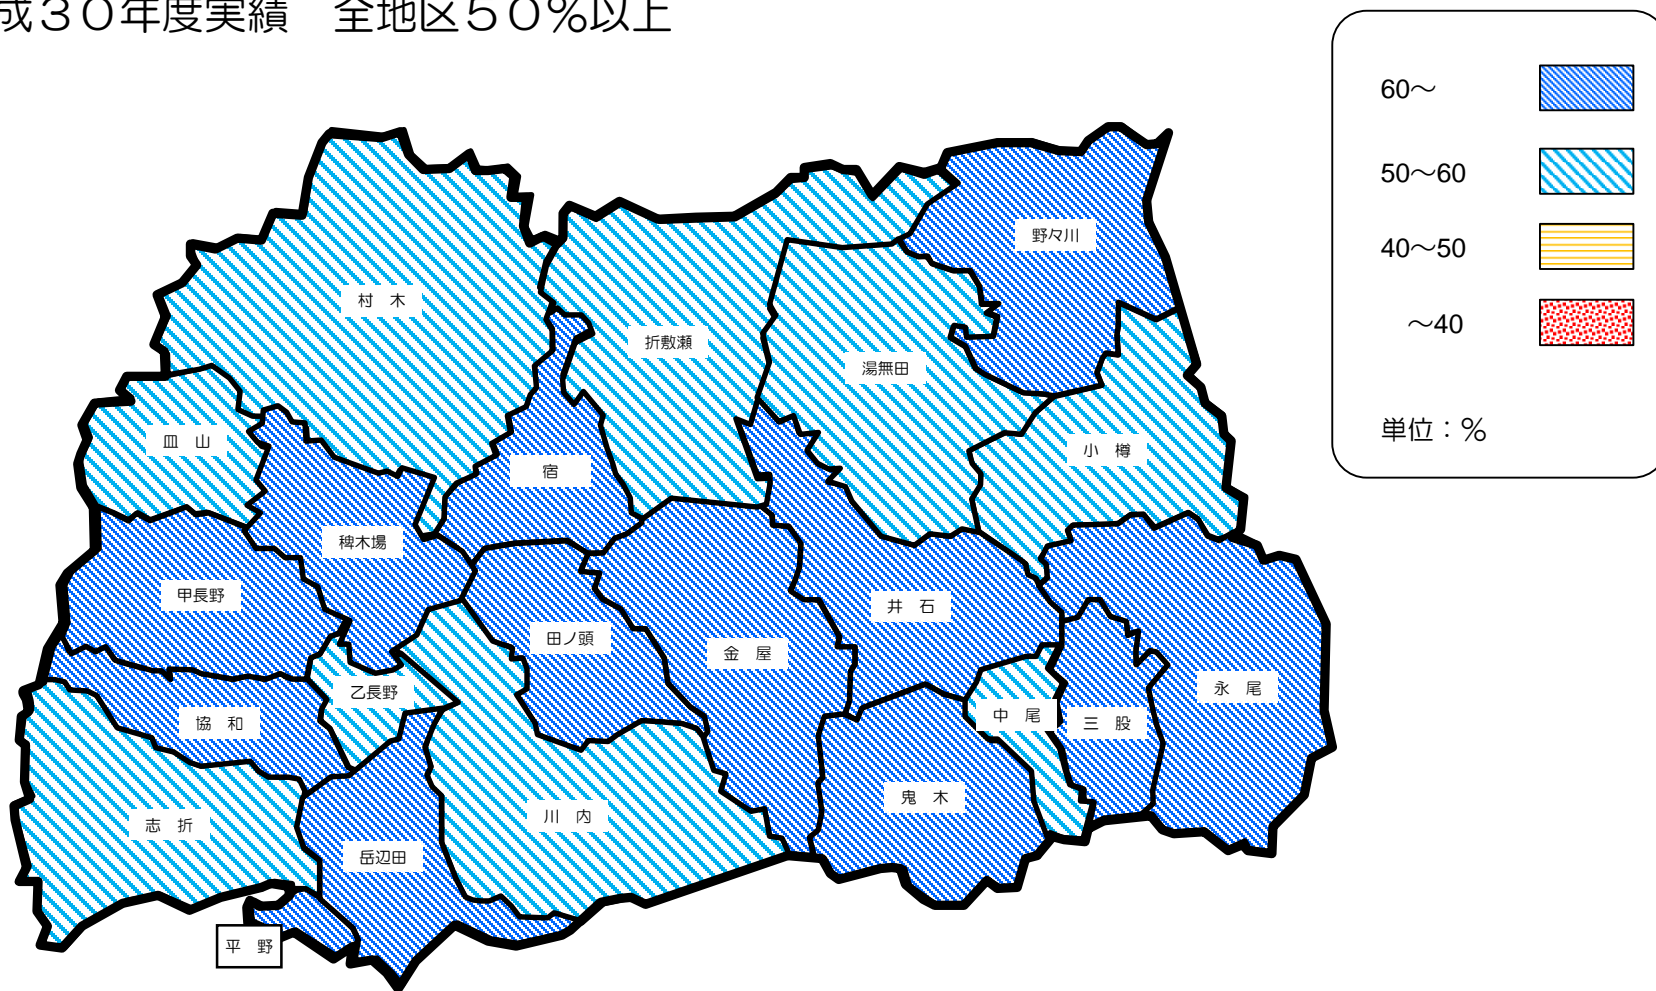 成30年度実績　全地区50%以上
60～
50～60
40～50
～40
単位：%
野々川
村　木
折敷瀬
湯無田
皿　山
宿
小　樽
稗木場
甲長野
井　石
田ノ頭
金　屋
乙長野
永　尾
協　和
中　尾
三　股
鬼　木
川　内
志　折
岳辺田
平　野